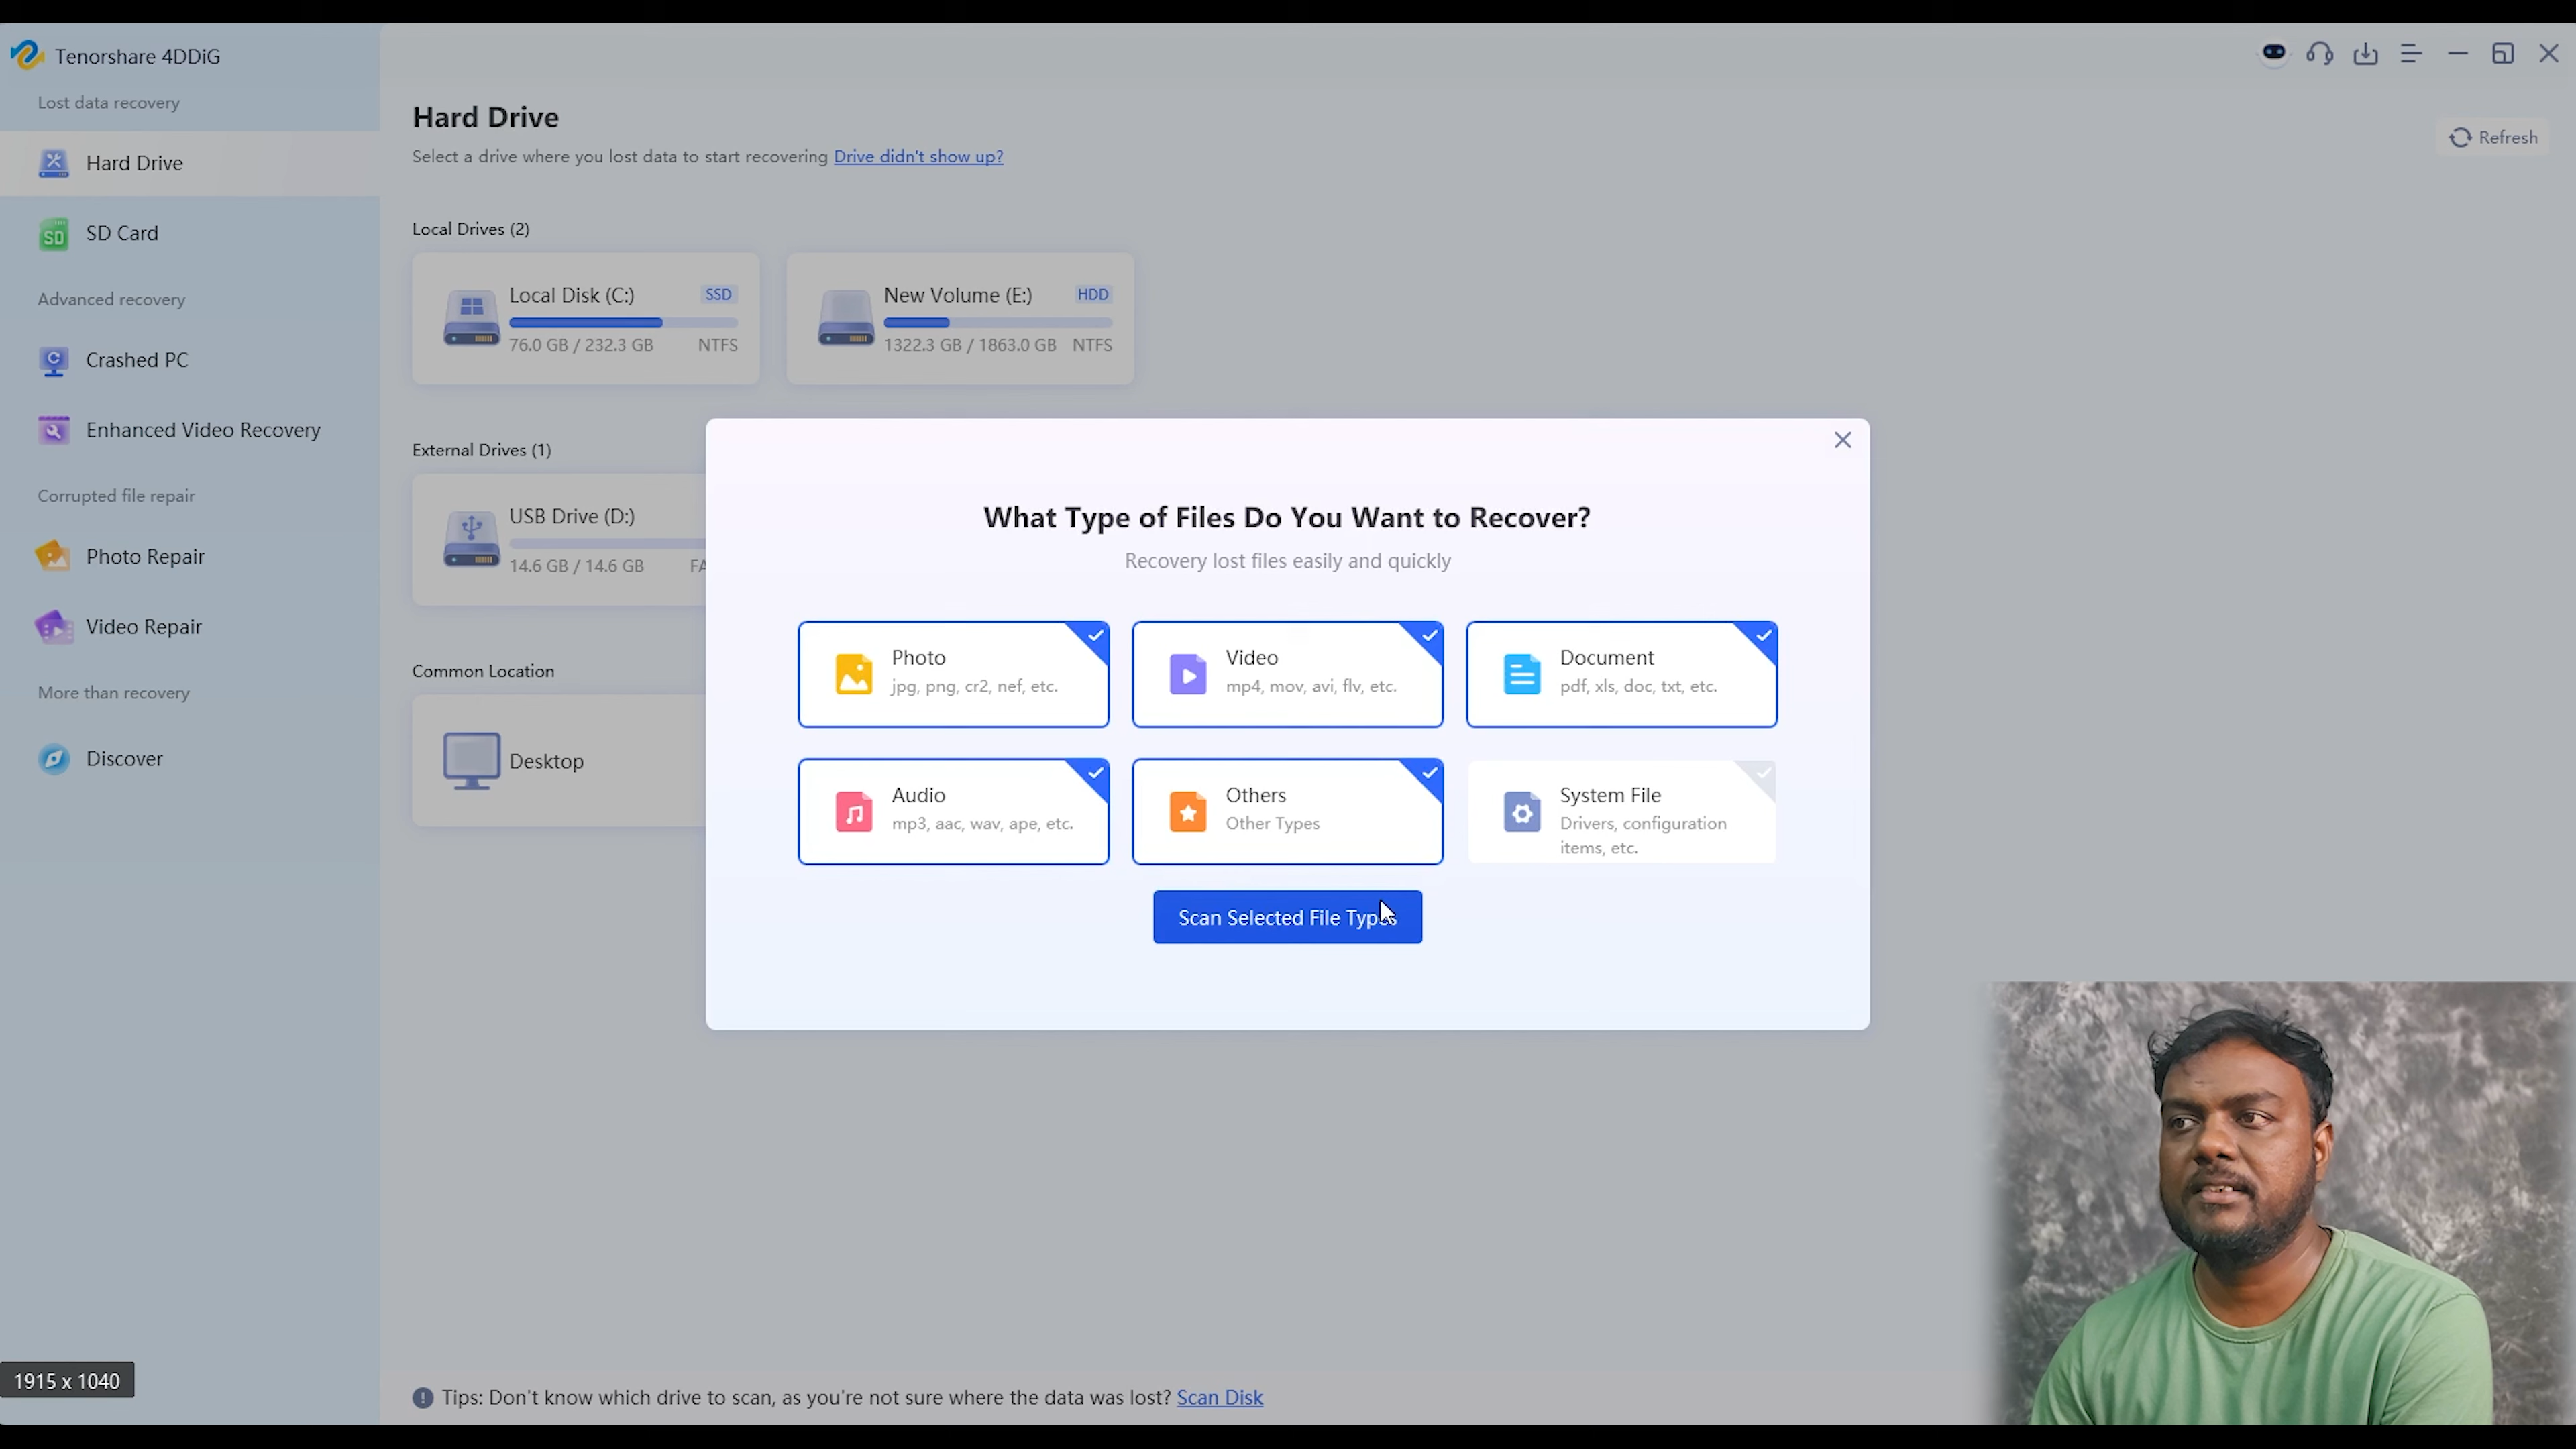 Tenorshare 4DDiG
Lost data recovery
Hard Drive
SD Card
Advanced recovery
Crashed PC
Enhanced Video Recovery
Corrupted file repair
Photo Repair
Video Repair
More than recovery
Discover
1915 x 1040
Hard Drive
Select a drive where you lost data to start recovering Drive didn't show up?
Refresh
Local Drives (2)
Local Disk (C:) SSD
76.0 GB / 232.3 GB NTFS
New Volume (E:) HDD
1322.3 GB / 1863.0 GB NTFS
External Drives (1)
USB Drive (D:)
14.6 GB / 14.6 GB
Common Location
Desktop
What Type of Files Do You Want to Recover?
Recovery lost files easily and quickly
Photo
jpg, png, cr2, nef, etc.
Video
mp4, mov, avi, flv, etc.
Document
pdf, xls, doc, txt, etc.
Audio
mp3, aac, wav, ape, etc.
Others
Other Types
System File
Drivers, configuration
items, etc.
Scan Selected File Types
Tips: Don't know which drive to scan, as you're not sure where the data was lost? Scan Disk